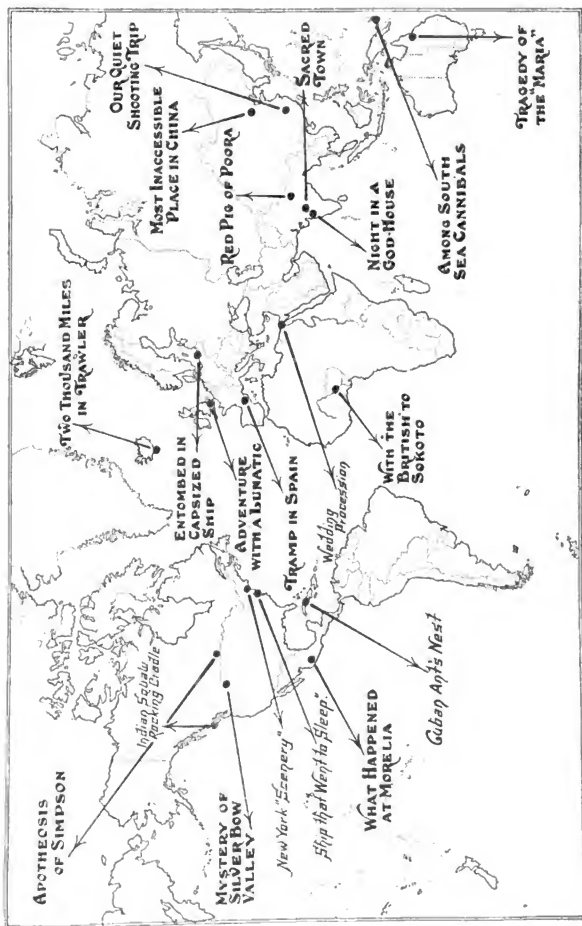 APOTHEOSIS
OF SIMPSON
Indian Squaw
Rocking Cradle
MYSTERY OF
SILVER BOW
VALLEY
New York "Scenery"
"Ship that Went to Sleep"
WHAT HAPPENED
AT MORELIA
Cuban Ant's Nest
TWO THOUSAND MILES
IN TRAWLER
ENTOMBED IN
CAPSIZED
SHIP
ADVENTURE
WITH A LUNATIC
TRAMP IN SPAIN
Wedding
Procession
WITH THE
BRITISH TO
SOKOTO
OUR QUIET
SHOOTING TRIP
MOST INACCESSIBLE
PLACE IN CHINA
RED PIG OF POORA
SACRED
TOWN
NIGHT IN A
GOD-HOUSE
AMONG SOUTH
SEA CANNIBALS
TRAGEDY OF
THE "MARIA"